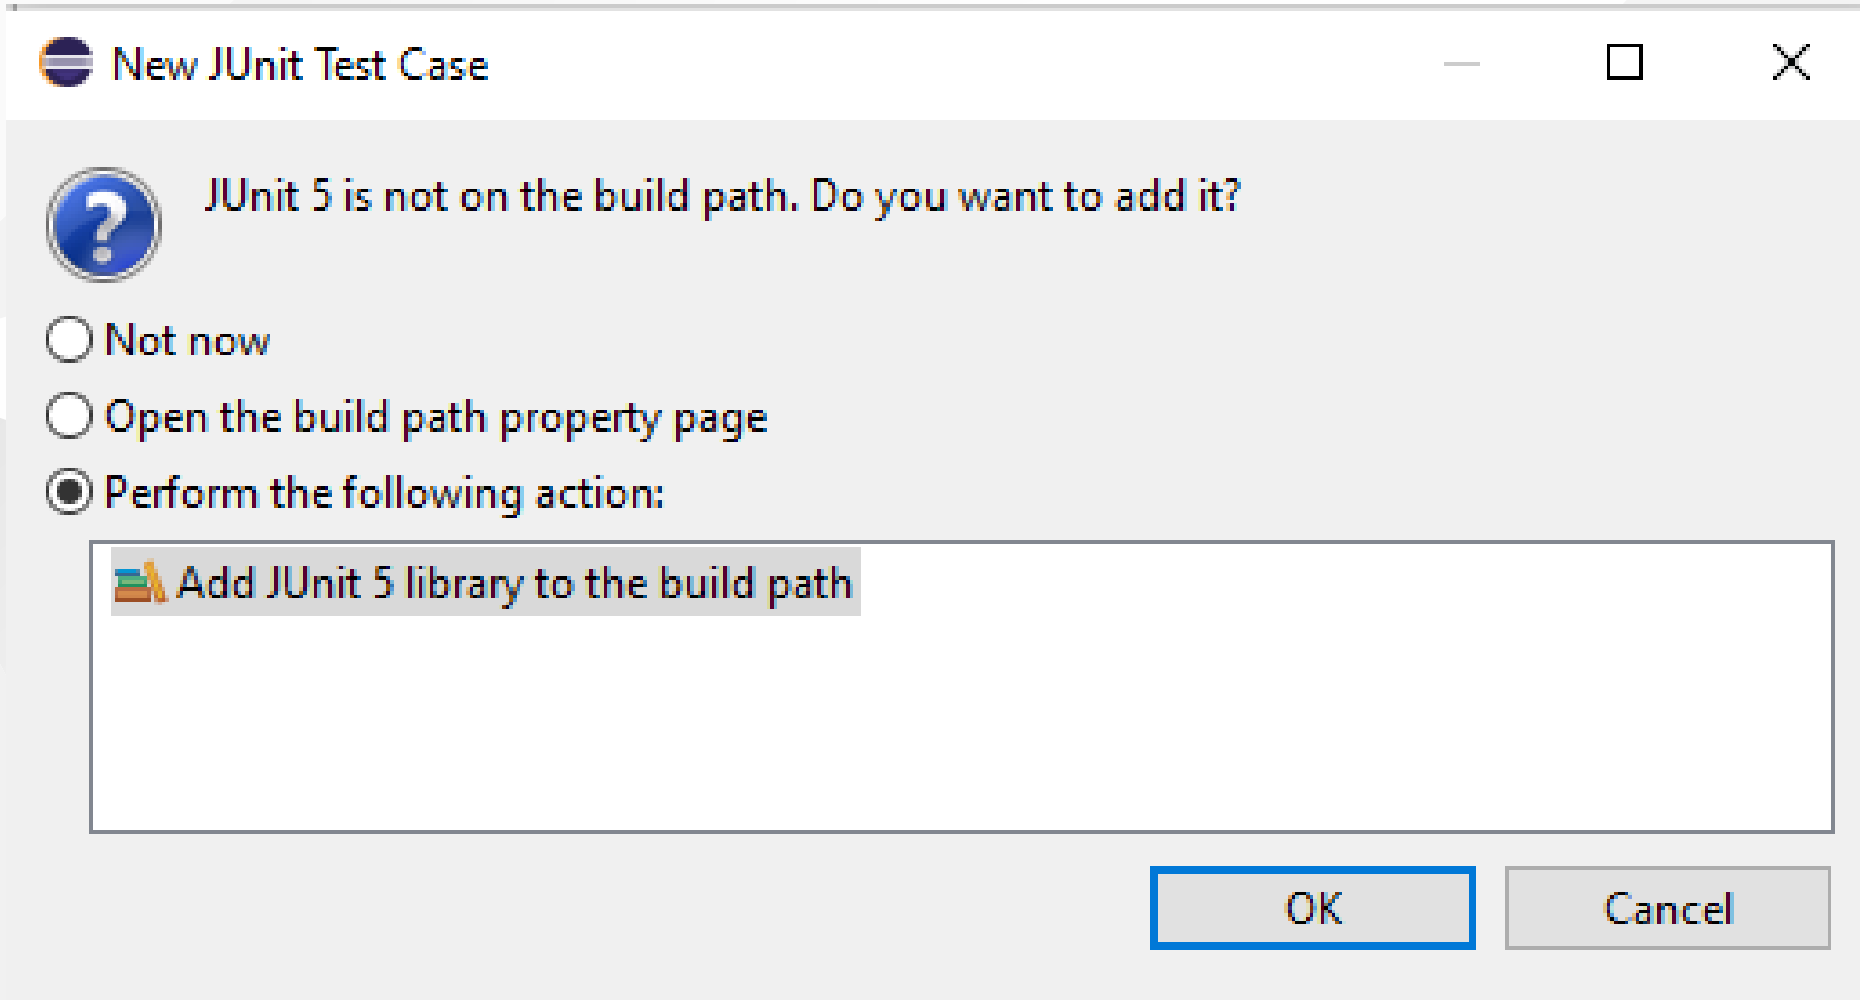 New JUnit Test Case
JUnit 5 is not on the build path. Do you want to add it?
Not now
Open the build path property page
Perform the following action:
Add JUnit 5 library to the build path
OK
Cancel